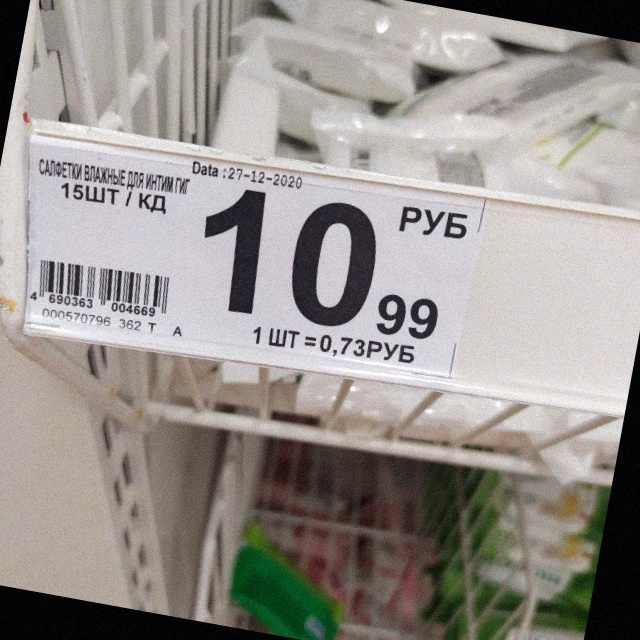 САЛФЕТКИ ВЛАЖНЫЕ ДЛЯ ИНТИМ ГИГ
15ШТ / КД
Data :27-12-2020
10 99 РУБ
1 ШТ =0,73РУБ
4 690363 004669
000570796 362 T A